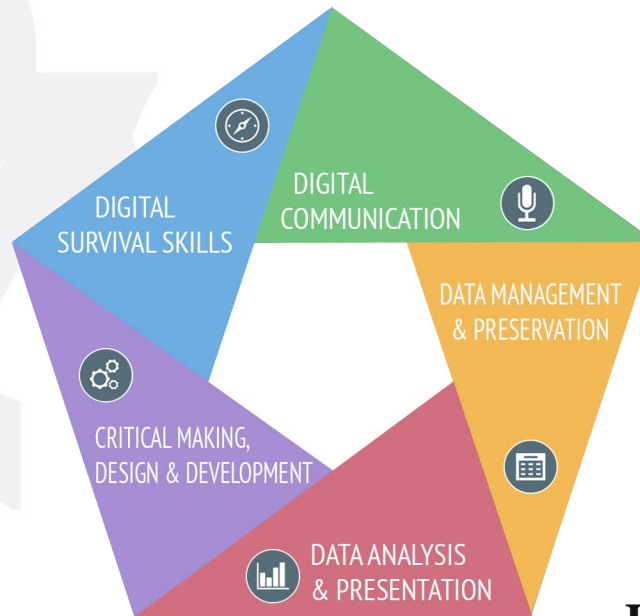 DIGITAL
SURVIVAL SKILLS
DIGITAL
COMMUNICATION
DATA MANAGEMENT
& PRESERVATION
CRITICAL MAKING,
DESIGN & DEVELOPMENT
DATA ANALYSIS
& PRESENTATION